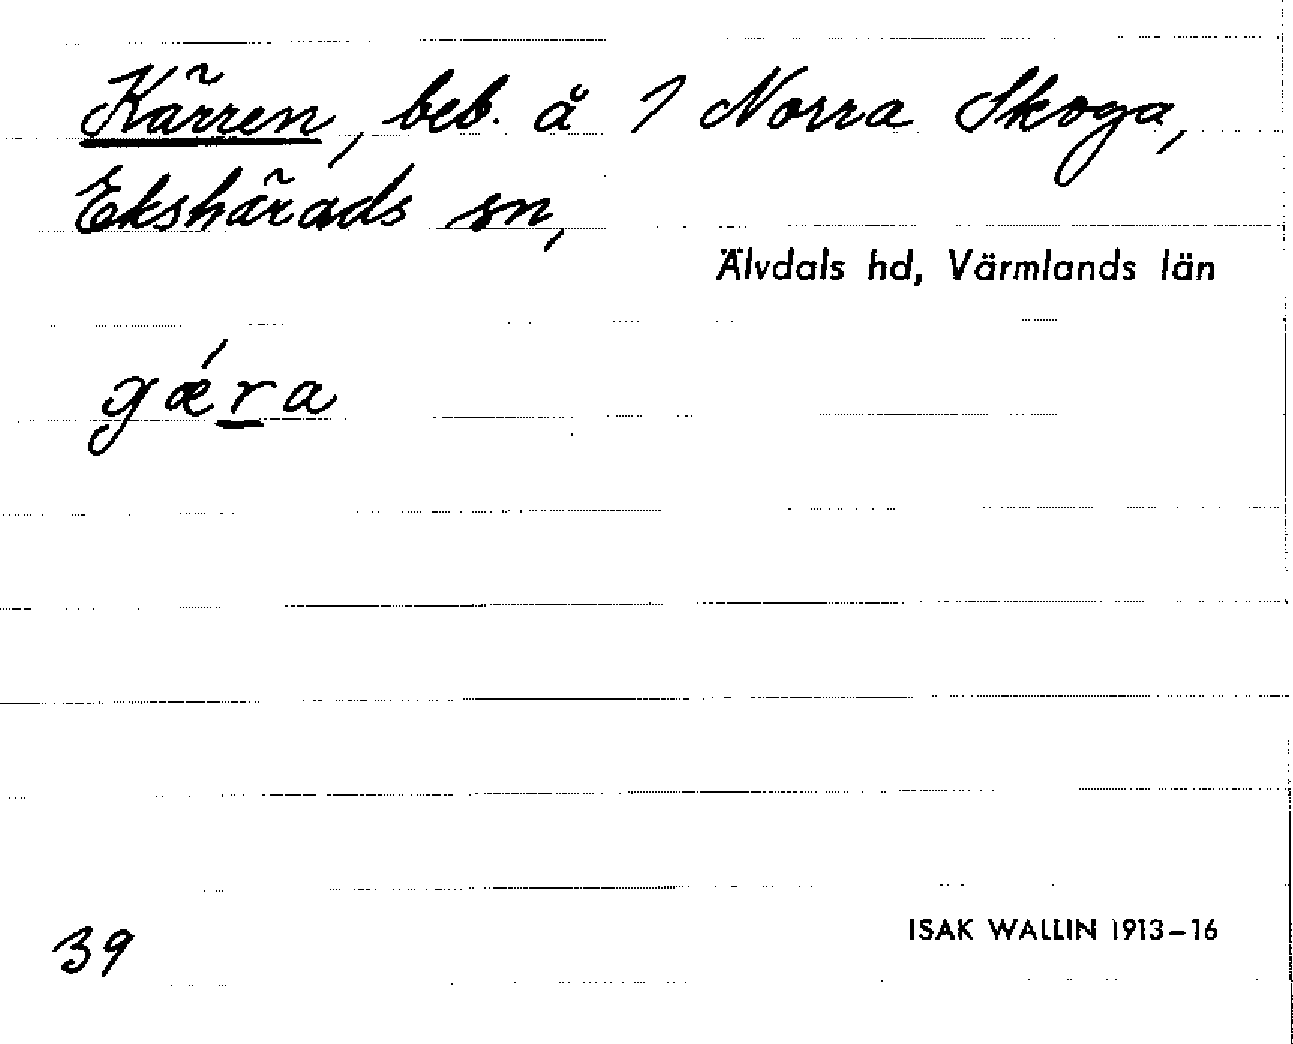 Kärren, beb. å 1 Norra Skoga,
Ekshärads sn,
Älvdals hd, Värmlands län
gǽra
39
ISAK WALLIN 1913–16